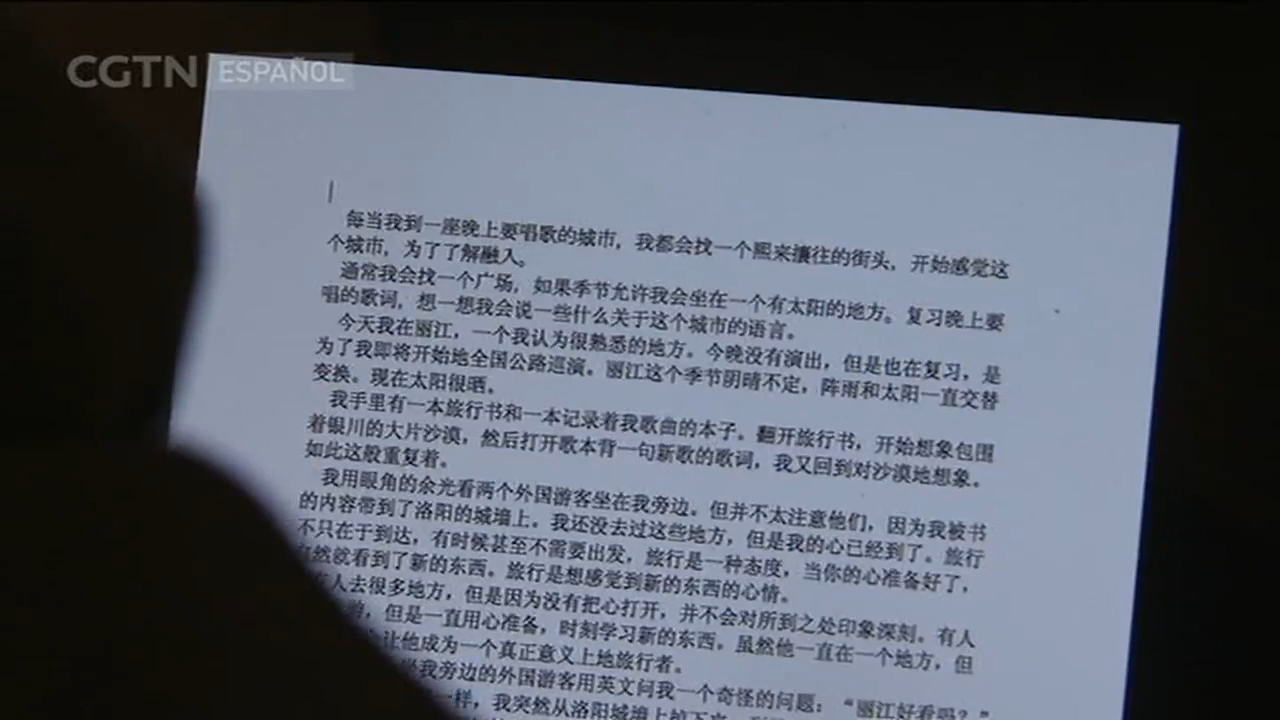 CGTN ESPAÑOL
每当我到一座晚上要唱歌的城市，我都会找一个熙来攘往的街头，开始感觉这
个城市，为了了解融入。
通常我会找一个广场，如果季节允许我会坐在一个有太阳的地方。复习晚上要
唱的歌词，想一想我会说一些什么关于这个城市的语言。
今天我在丽江，一个我认为很熟悉的地方。今晚没有演出，但是也在复习，是
为了我即将开始地全国公路巡演。丽江这个季节阴晴不定，阵雨和太阳一直交替
变换。现在太阳很晒。
我手里有一本旅行书和一本记录着我歌曲的本子。翻开旅行书，开始想象包围
着银川的大片沙漠，然后打开歌本背一句新歌的歌词，我又回到对沙漠地想象。
如此这般重复着。
我用眼角的余光看两个外国游客坐在我旁边。但并不太注意他们，因为我被书
的内容带到了洛阳的城墙上。我还没去过这些地方，但是我的心已经到了。旅行
不只在于到达，有时候甚至不需要出发，旅行是一种态度，当你的心准备好了，
然就看到了新的东西。旅行是想感觉到新的东西的心情。
人去很多地方，但是因为没有把心打开，并不会对所到之处印象深刻。有人
，但是一直用心准备，时刻学习新的东西。虽然他一直在一个地方，但
让他成为一个真正意义上地旅行者。
我旁边的外国游客用英文问我一个奇怪的问题：“丽江好看吗？”
一样，我突然从洛阳城墙上掉下来